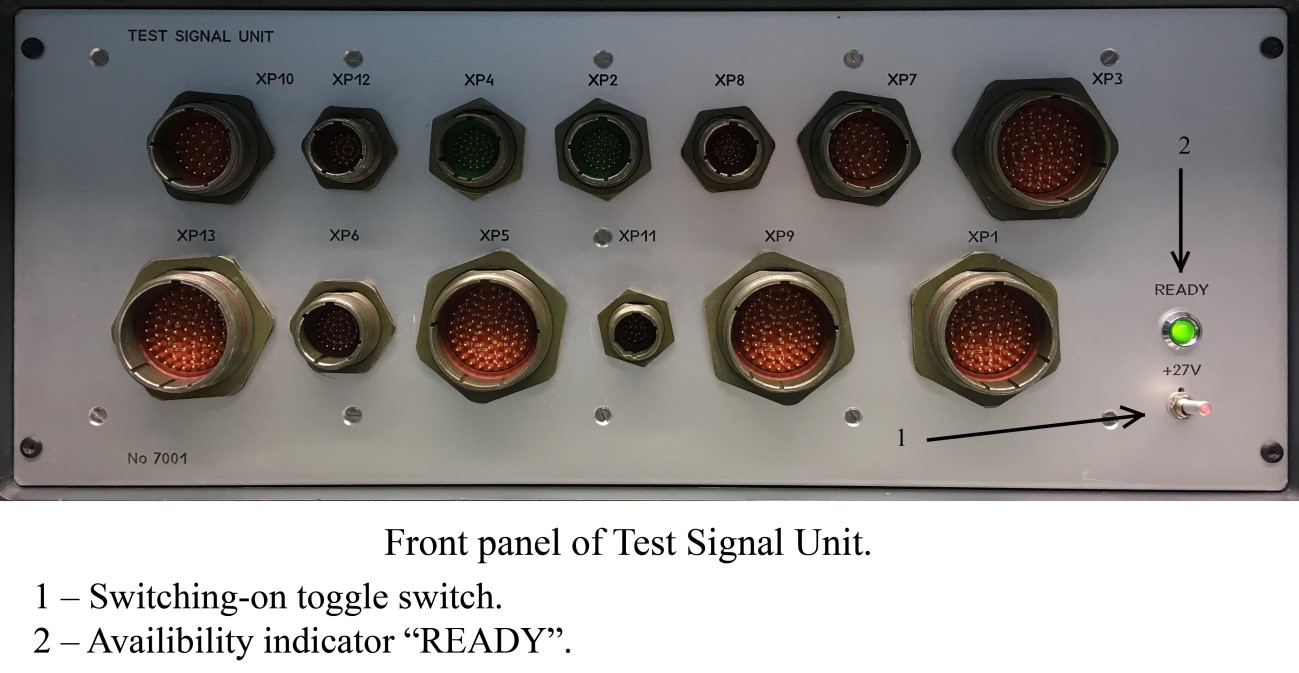 TEST SIGNAL UNIT
XP10 XP12 XP4 XP2 XP8 XP7 XP3
2
XP13 XP6 XP5 XP11 XP9 XP1
READY
+27V
1
No 7001
Front panel of Test Signal Unit.
1 – Switching-on toggle switch.
2 – Availibility indicator “READY”.